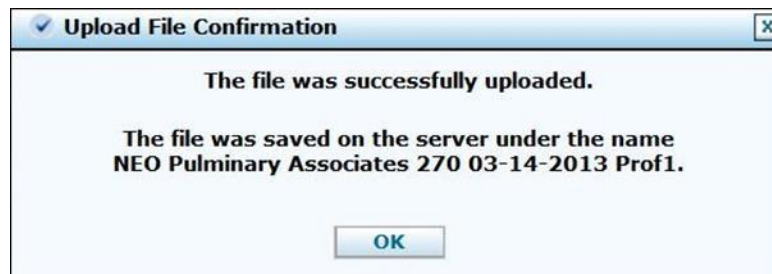 Upload File Confirmation
X
The file was successfully uploaded.
The file was saved on the server under the name
NEO Pulminary Associates 270 03-14-2013 Prof1.
OK